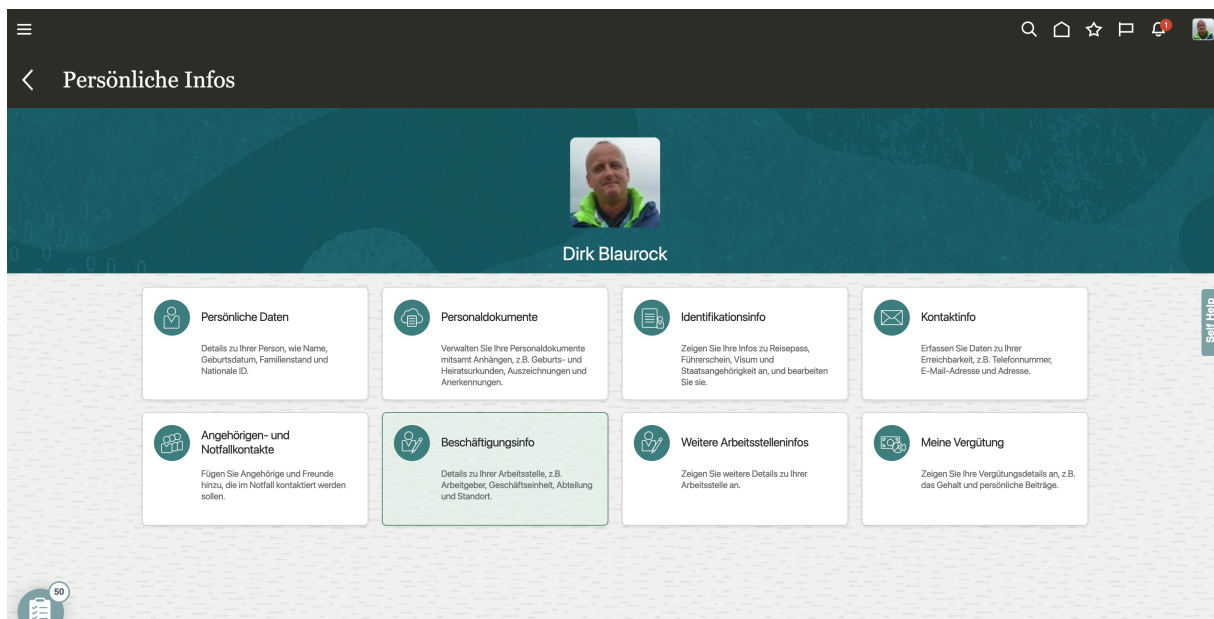 1
Persönliche Infos
Dirk Blaurock
Self Help
Persönliche Daten
Details zu Ihrer Person, wie Name,
Geburtsdatum, Familienstand und
Nationale ID.
Personaldokumente
Verwalten Sie Ihre Personaldokumente
mitsamt Anhängen, z.B. Geburts- und
Heiratsurkunden, Auszeichnungen und
Anerkennungen.
Identifikationsinfo
Zeigen Sie Ihre Infos zu Reisepass,
Führerschein, Visum und
Staatsangehörigkeit an, und bearbeiten
Sie sie.
Kontaktinfo
Erfassen Sie Daten zu Ihrer
Erreichbarkeit, z.B. Telefonnummer,
E-Mail-Adresse und Adresse.
Angehörigen- und
Notfallkontakte
Fügen Sie Angehörige und Freunde
hinzu, die im Notfall kontaktiert werden
sollen.
Beschäftigungsinfo
Details zu Ihrer Arbeitsstelle, z.B.
Arbeitgeber, Geschäftseinheit, Abteilung
und Standort.
Weitere Arbeitsstelleninfos
Zeigen Sie weitere Details zu Ihrer
Arbeitsstelle an.
Meine Vergütung
Zeigen Sie Ihre Vergütungsdetails an, z.B.
das Gehalt und persönliche Beiträge.
50